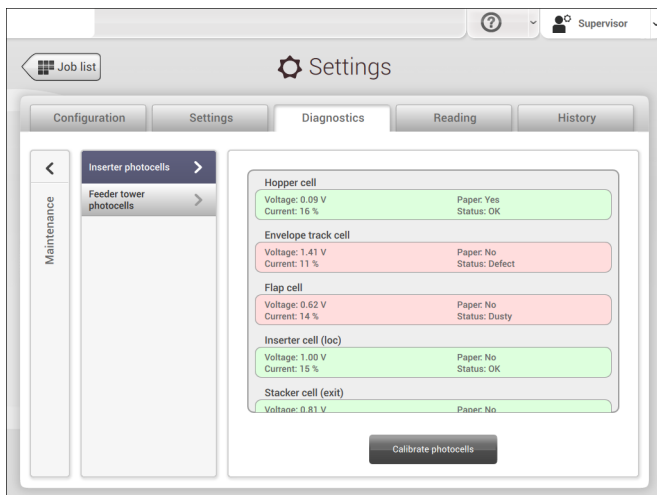 ?
Supervisor
Job list
Settings
Configuration
Settings
Diagnostics
Reading
History
Maintenance
Inserter photocells
Feeder tower
photocells
Hopper cell
Voltage: 0.09 V Paper: Yes
Current: 16 % Status: OK
Envelope track cell
Voltage: 1.41 V Paper: No
Current: 11 % Status: Defect
Flap cell
Voltage: 0.62 V Paper: No
Current: 14 % Status: Dusty
Inserter cell (loc)
Voltage: 1.00 V Paper: No
Current: 15 % Status: OK
Stacker cell (exit)
Voltage: 0.81 V Paper: No
Calibrate photocells